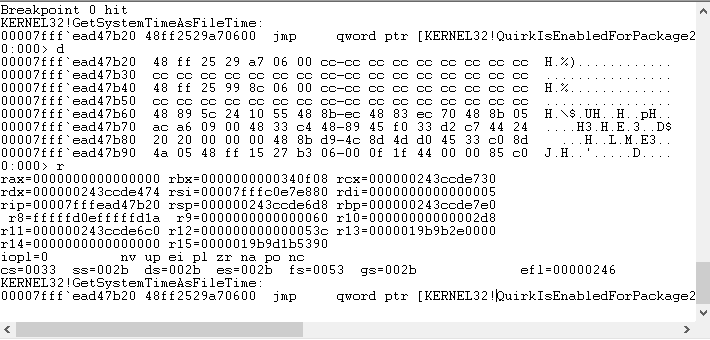 Breakpoint 0 hit
KERNEL32!GetSystemTimeAsFileTime:
00007fff`ead47b20 48ff2529a70600  jmp     qword ptr [KERNEL32!QuirkIsEnabledForPackage2
0:000> d
00007fff`ead47b20  48 ff 25 29 a7 06 00 cc-cc cc cc cc cc cc cc cc  H.%)............
00007fff`ead47b30  cc cc cc cc cc cc cc cc-cc cc cc cc cc cc cc cc  ................
00007fff`ead47b40  48 ff 25 99 8c 06 00 cc-cc cc cc cc cc cc cc cc  H.%.............
00007fff`ead47b50  cc cc cc cc cc cc cc cc-cc cc cc cc cc cc cc cc  ................
00007fff`ead47b60  48 89 5c 24 10 55 48 8b-ec 48 83 ec 70 48 8b 05  H.\$.UH..H..pH..
00007fff`ead47b70  ac a6 09 00 48 33 c4 48-89 45 f0 33 d2 c7 44 24  ....H3.H.E.3..D$
00007fff`ead47b80  20 20 00 00 00 48 8b d9-4c 8d 4d d0 45 33 c0 8d    ...H..L.M.E3..
00007fff`ead47b90  4a 05 48 ff 15 27 b3 06-00 0f 1f 44 00 00 85 c0  J.H..'.....D....
0:000> r
rax=0000000000000000 rbx=0000000000340f08 rcx=000000243ccde730
rdx=000000243ccde474 rsi=00007fffc0e7e880 rdi=0000000000000005
rip=00007fffead47b20 rsp=000000243ccde6d8 rbp=000000243ccde7e0
 r8=fffffd0efffffd1a  r9=0000000000000060 r10=00000000000002d8
r11=000000243ccde6c0 r12=000000000000053c r13=0000019b9b2e0000
r14=0000000000000000 r15=0000019b9d1b5390
iopl=0         nv up ei pl zr na po nc
cs=0033  ss=002b  ds=002b  es=002b  fs=0053  gs=002b             efl=00000246
KERNEL32!GetSystemTimeAsFileTime:
00007fff`ead47b20 48ff2529a70600  jmp     qword ptr [KERNEL32!QuirkIsEnabledForPackage2